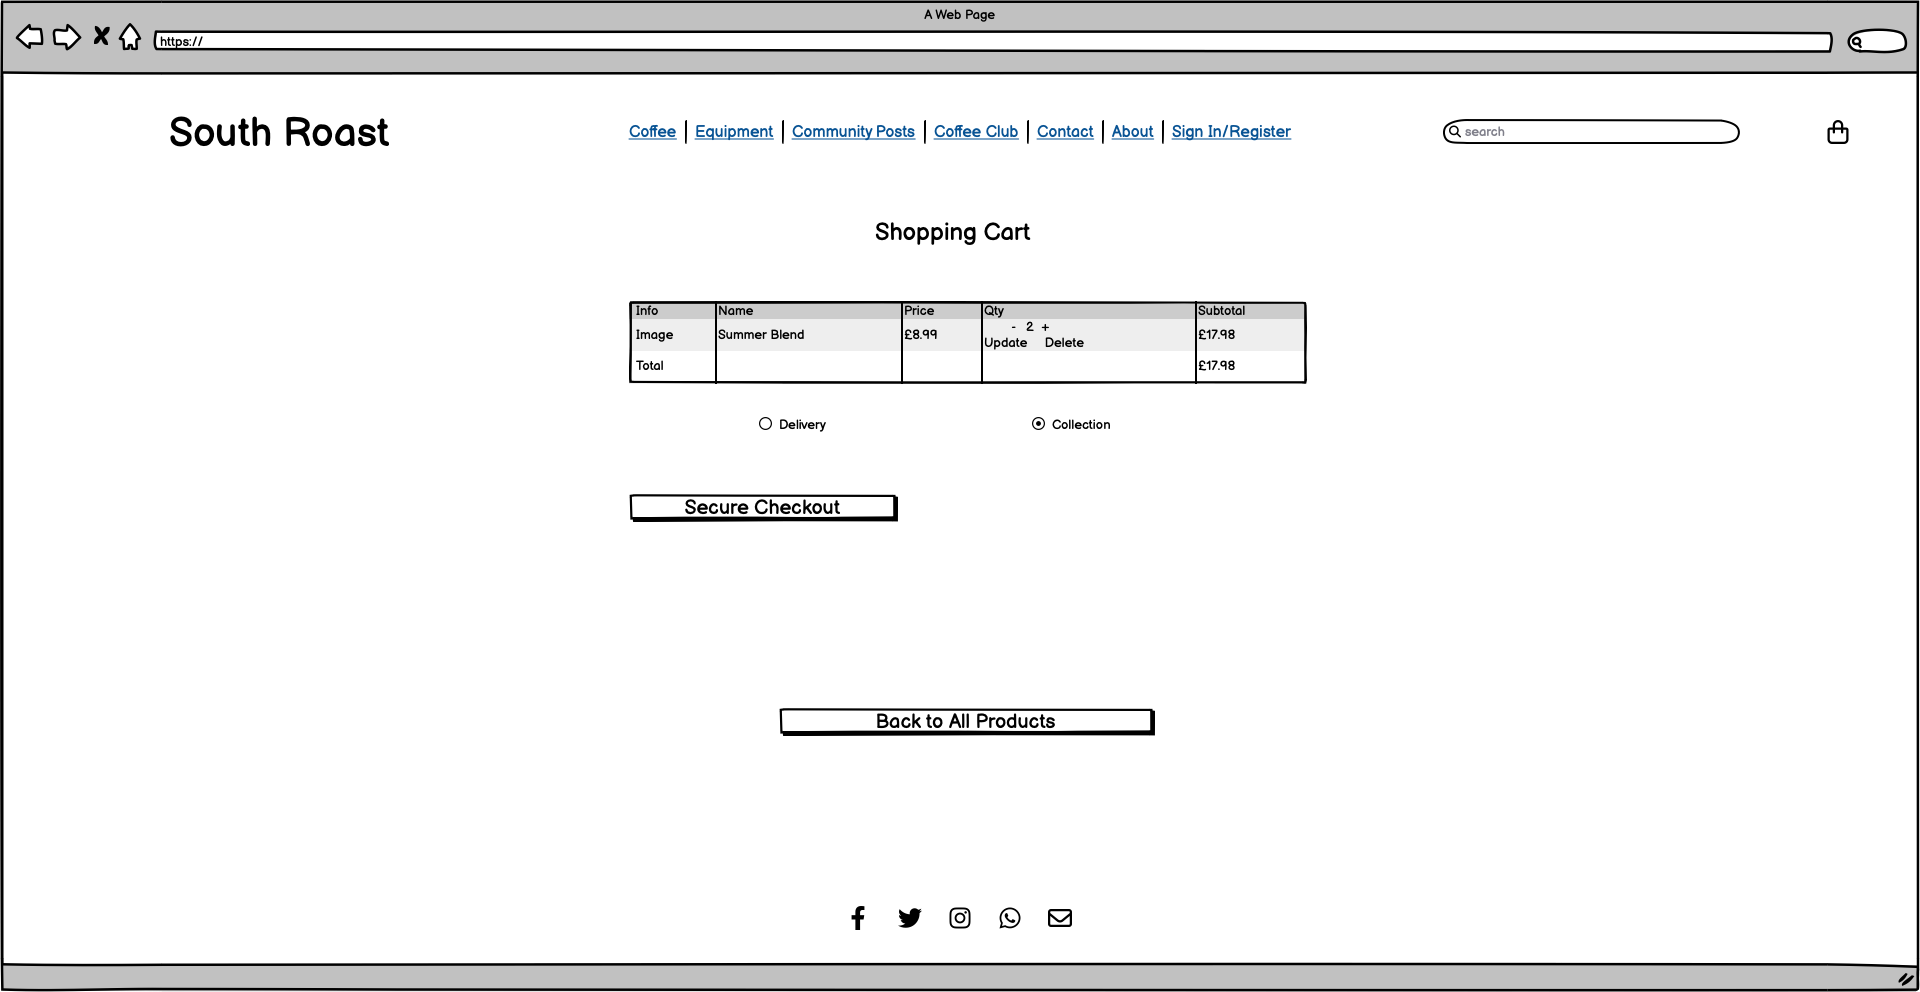 A Web Page
https://
South Roast
Coffee Equipment Community Posts Coffee Club Contact About Sign In/Register
search
Shopping Cart
Info Name Price Qty Subtotal
Image Summer Blend £8.99 - 2 + £17.98
Update Delete
Total £17.98
Delivery Collection
Secure Checkout
Back to All Products